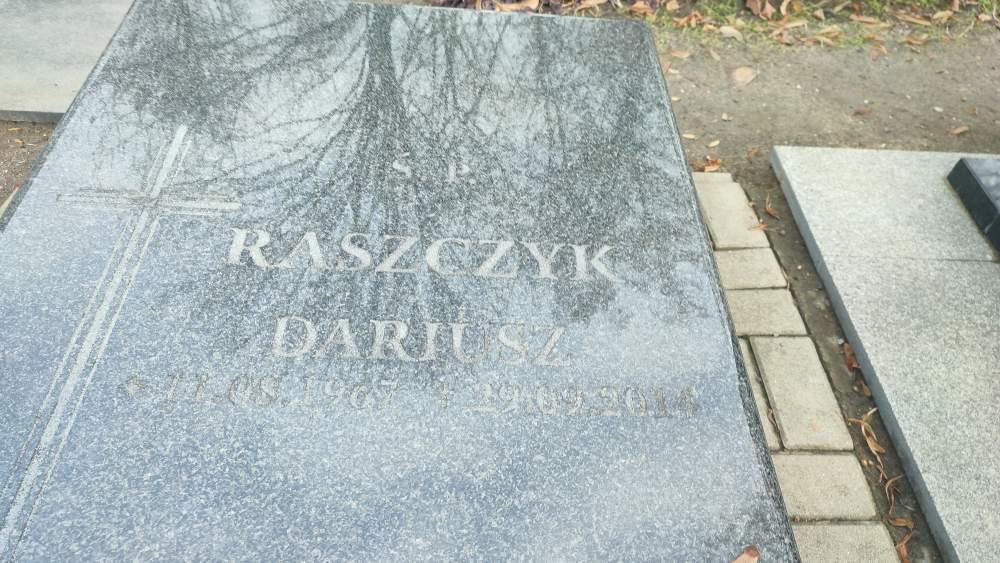 Ś P
RASZCZYK
DARIUSZ
* 11.08.1967 † 29.09.2014